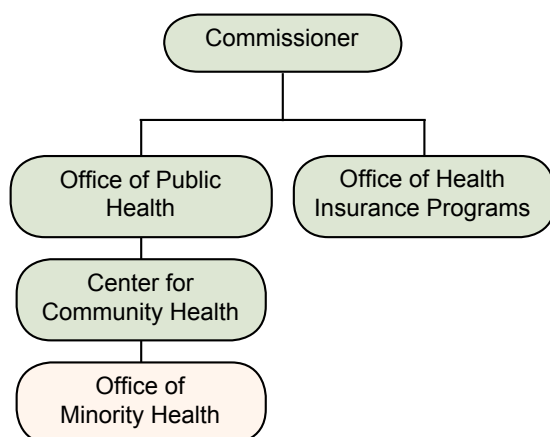 Commissioner
Office of Public
Health
Office of Health
Insurance Programs
Center for
Community Health
Office of
Minority Health